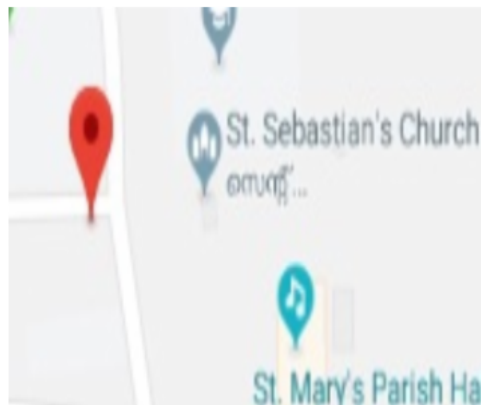 St. Sebastian's Church
സെന്റ്...
St. Mary's Parish Ha